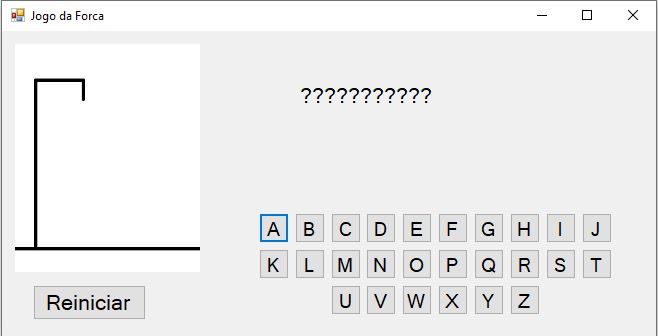 Jogo da Forca
???????????
A B C D E F G H I J
K L M N O P Q R S T
U V W X Y Z
Reiniciar